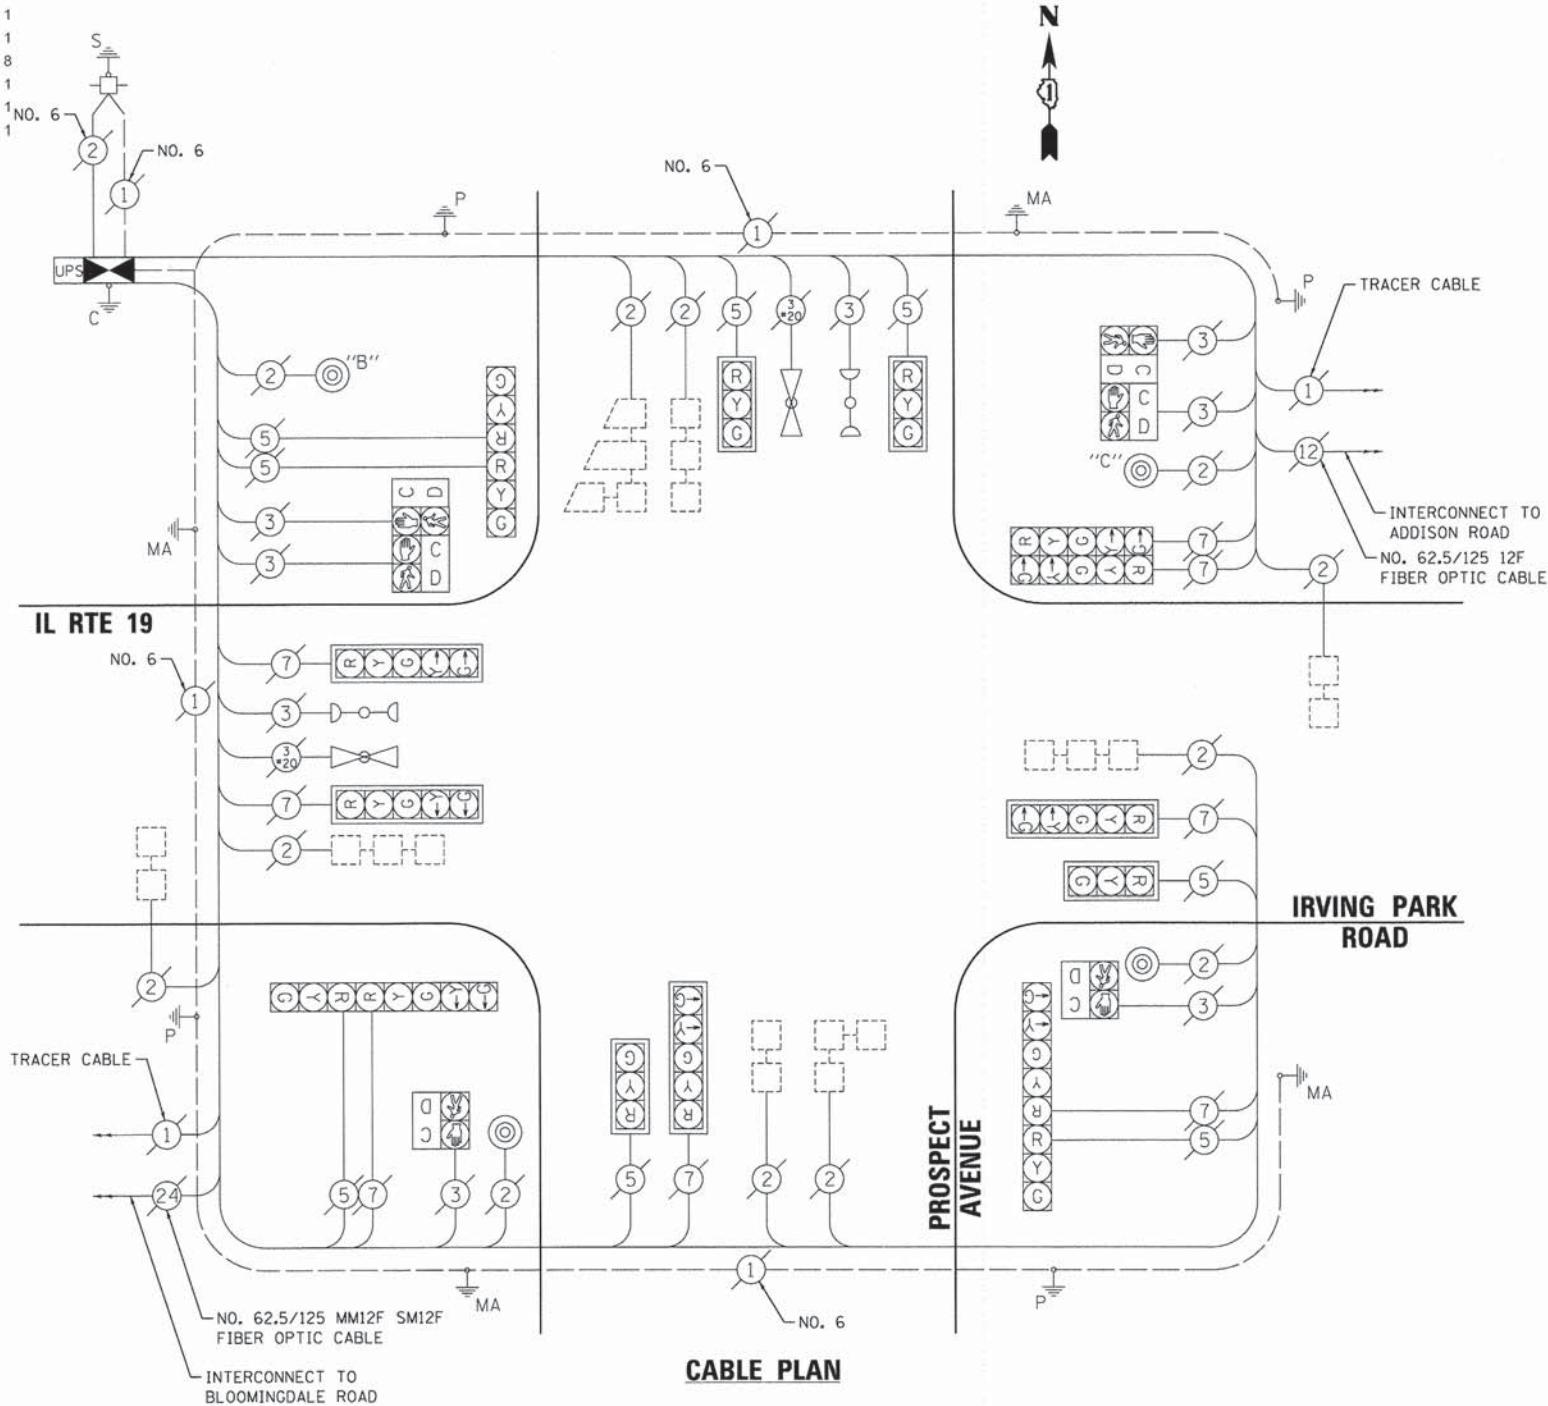 1
1
8
1
1
1
S
NO. 6
2
NO. 6
1
UPS
C
N
1
P
NO. 6
1
MA
P
TRACER CABLE
1
2
2
5
3 #20
3
5
R Y G
R Y G
2
"B"
5
5
G Y R R Y G
3
3
C D
C
D
MA
3
D C
3
C
D
"C"
2
12
INTERCONNECT TO
ADDISON ROAD
NO. 62.5/125 12F
FIBER OPTIC CABLE
R Y G Y G
7
G Y G Y R
7
2
IL RTE 19
NO. 6
1
7
R Y G Y G
3
3 #20
7
R Y G Y G
2
2
2
G Y G Y R
7
G Y R
5
IRVING PARK
ROAD
2
D
C
3
G Y G Y R R Y G
7
5
MA
P
TRACER CABLE
1
24
G Y R R Y G Y G
5
7
D
C
3
2
G Y R
5
G Y G Y R
7
2
2
PROSPECT
AVENUE
NO. 62.5/125 MM12F SM12F
FIBER OPTIC CABLE
INTERCONNECT TO
BLOOMINGDALE ROAD
MA
1
NO. 6
P
CABLE PLAN